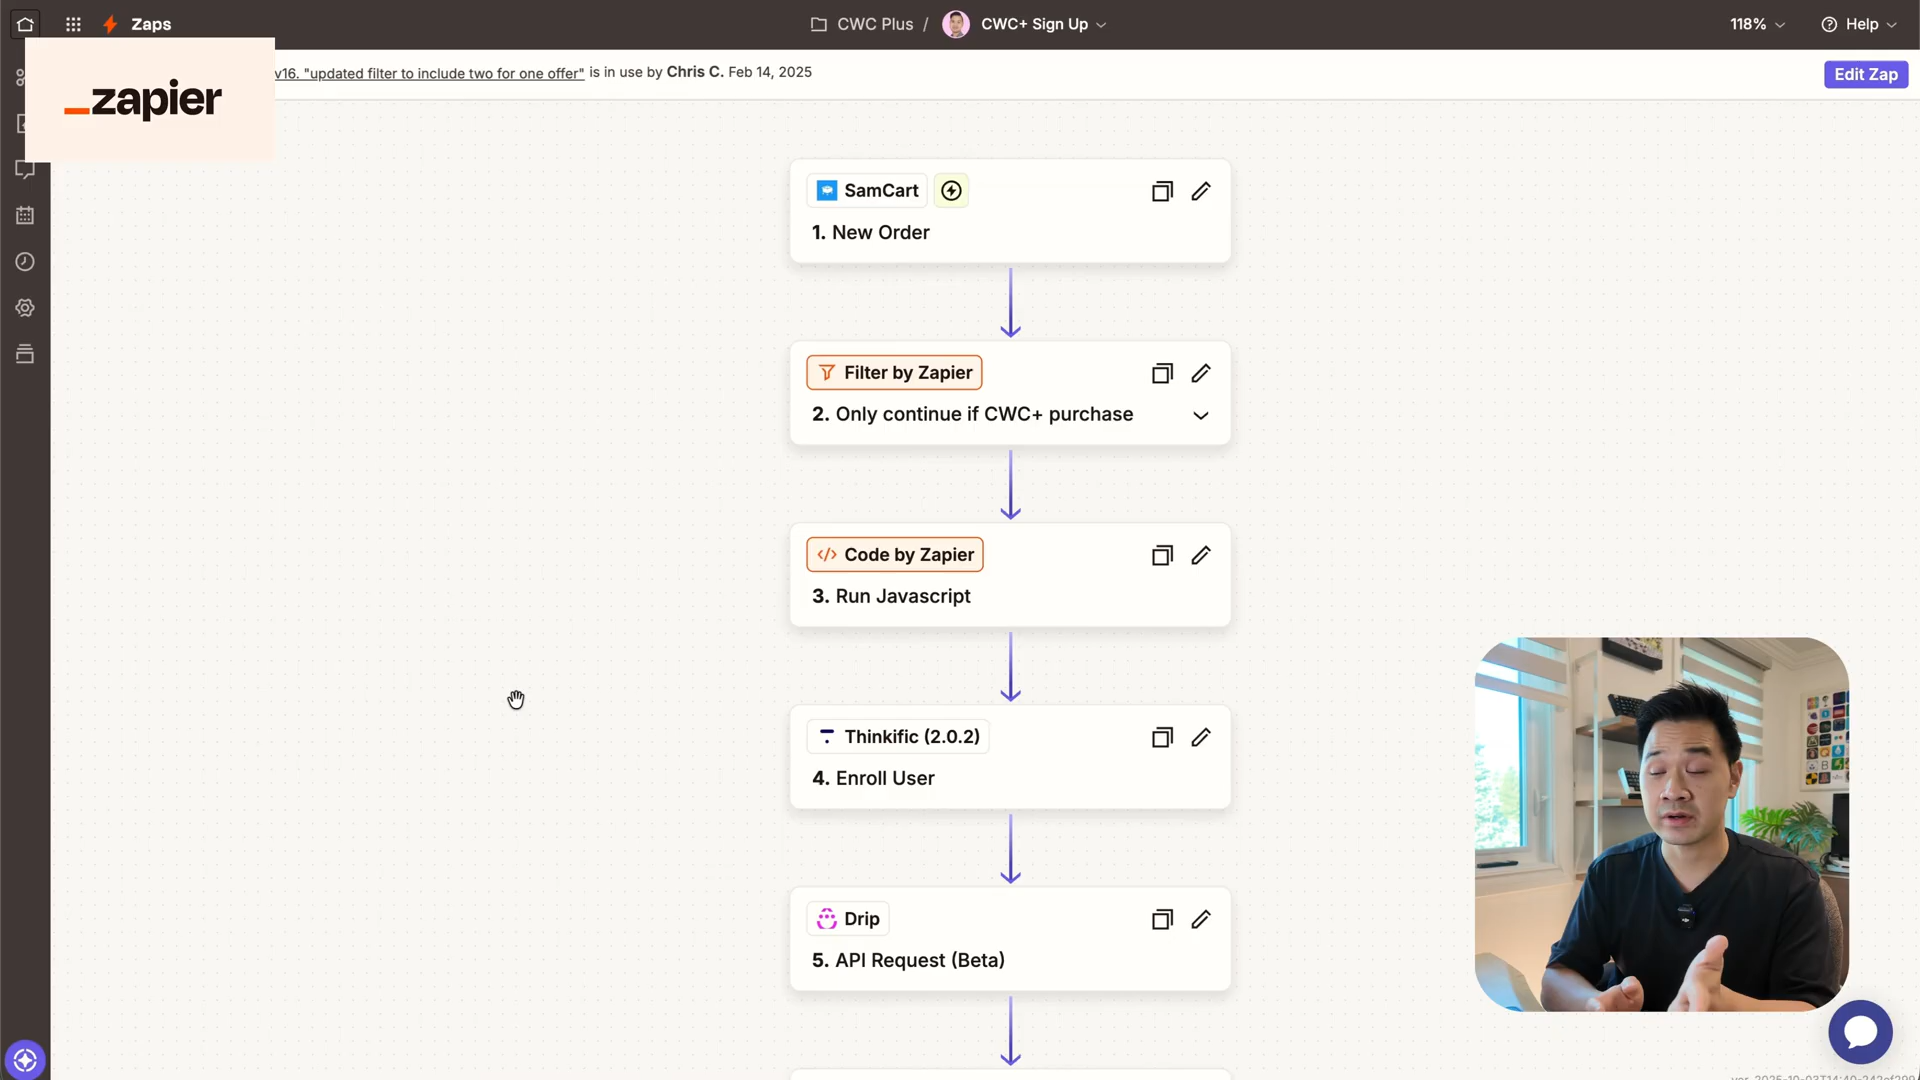 Zaps
CWC Plus / CWC+ Sign Up
118%
Help
zapier
v16. "updated filter to include two for one offer" is in use by Chris C. Feb 14, 2025
Edit Zap
SamCart
1. New Order
Filter by Zapier
2. Only continue if CWC+ purchase
Code by Zapier
3. Run Javascript
Thinkific (2.0.2)
4. Enroll User
Drip
5. API Request (Beta)